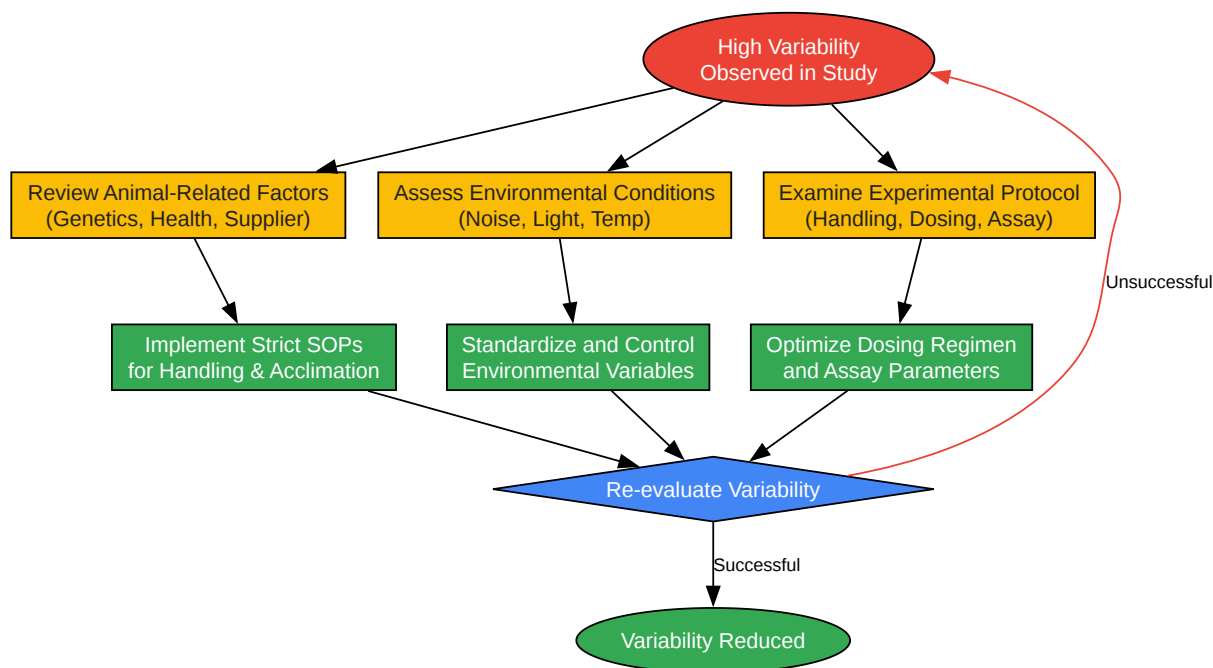 High Variability
Observed in Study
Review Animal-Related Factors
(Genetics, Health, Supplier)
Assess Environmental Conditions
(Noise, Light, Temp)
Examine Experimental Protocol
(Handling, Dosing, Assay)
Unsuccessful
Implement Strict SOPs
for Handling & Acclimation
Standardize and Control
Environmental Variables
Optimize Dosing Regimen
and Assay Parameters
Re-evaluate Variability
Successful
Variability Reduced